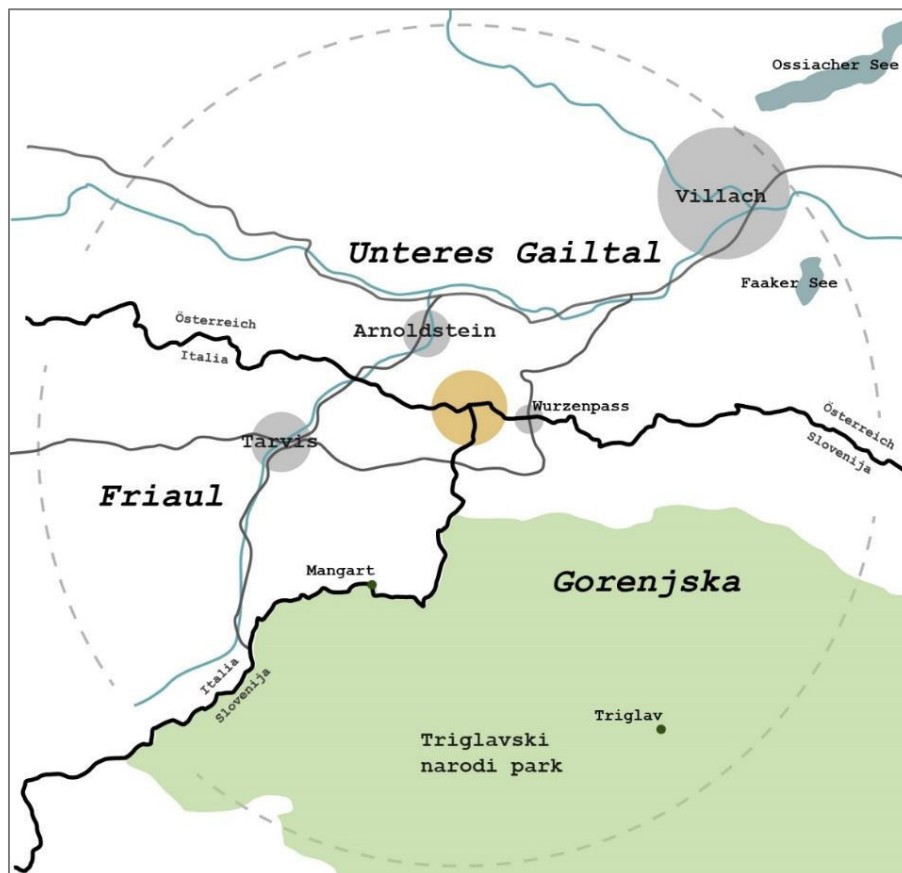 Ossiacher See
Villach
Unteres Gailtal
Faaker See
Österreich
Arnoldstein
Italia
Wurzenpass
Österreich
Slovenija
Tarvis
Friaul
Mangart
Gorenjska
Italia
Slovenija
Triglav
Triglavski
narodi park